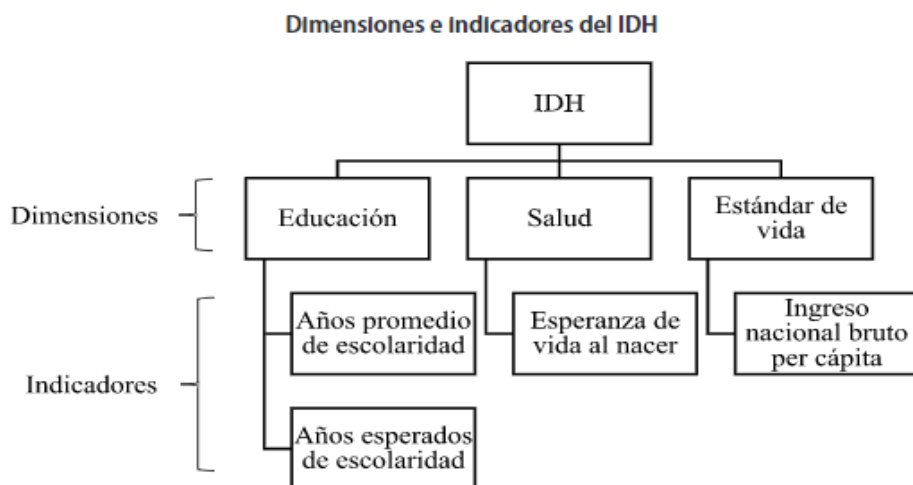 Dimensiones e indicadores del IDH
IDH
Dimensiones
Educación
Salud
Estándar de
vida
Indicadores
Años promedio
de escolaridad
Esperanza de
vida al nacer
Ingreso
nacional bruto
per cápita
Años esperados
de escolaridad